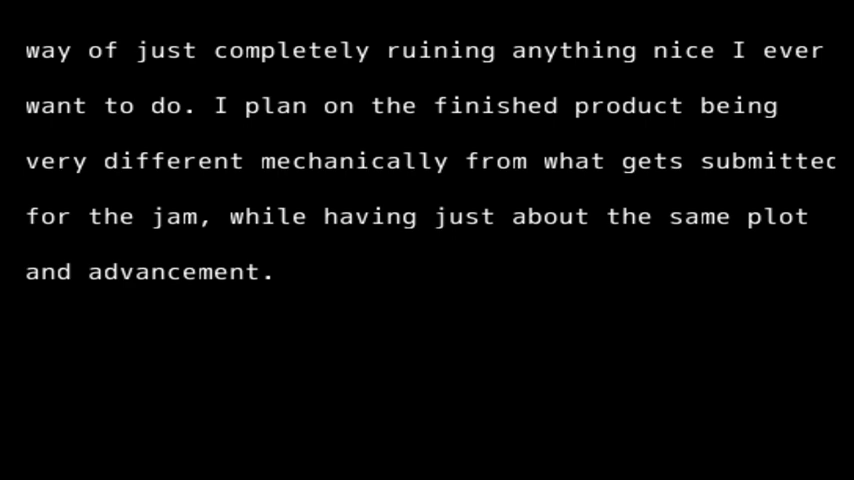 way of just completely ruining anything nice I ever
want to do. I plan on the finished product being
very different mechanically from what gets submitted
for the jam, while having just about the same plot
and advancement.